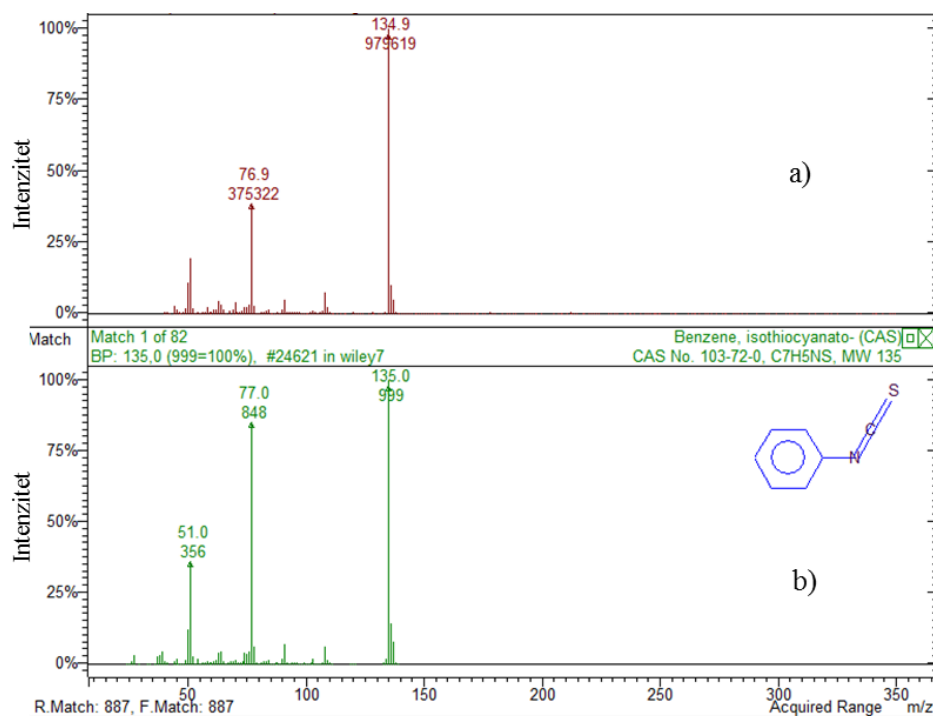 100%
75%
50%
25%
0%
Intenzitet
134.9
979619
76.9
375322
a)
Match
Match 1 of 82
Benzene, isothiocyanato- (CAS)
BP: 135,0 (999=100%), #24621 in wiley7
CAS No. 103-72-0, C7H5NS, MW 135
100%
75%
50%
25%
0%
Intenzitet
135.0
999
77.0
848
51.0
356
S
C
N
b)
50
100
150
200
250
300
350
R.Match: 887, F.Match: 887
Acquired Range m/z